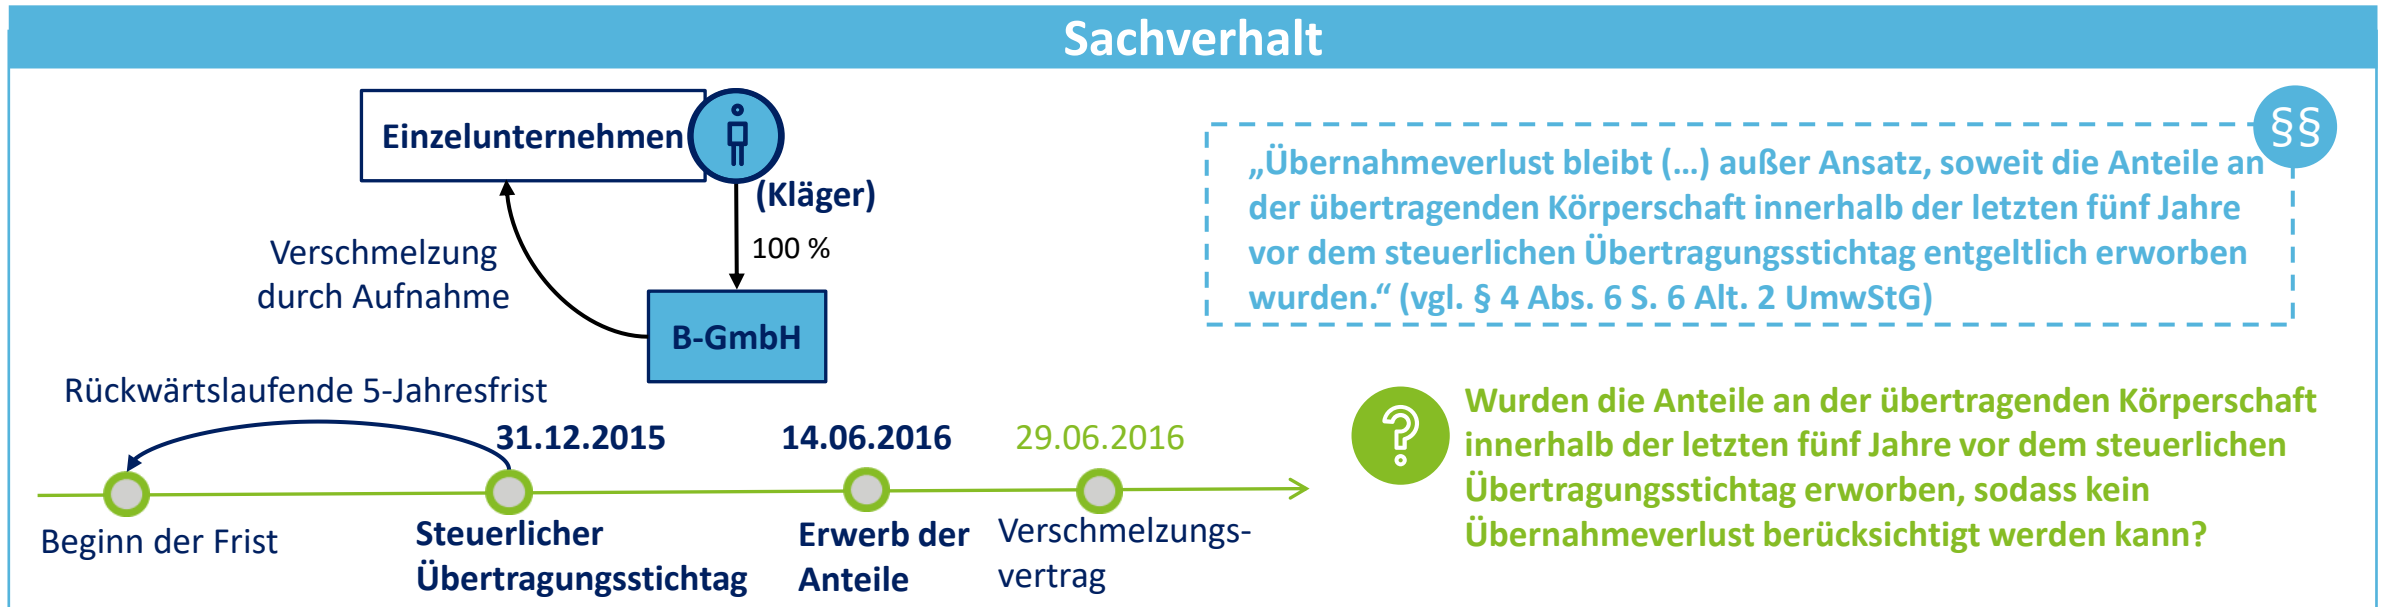 Sachverhalt
Einzelunternehmen
(Kläger)
100 %
Verschmelzung
durch Aufnahme
B-GmbH
§§
„Übernahmeverlust bleibt (…) außer Ansatz, soweit die Anteile an
der übertragenden Körperschaft innerhalb der letzten fünf Jahre
vor dem steuerlichen Übertragungsstichtag entgeltlich erworben
wurden.“ (vgl. § 4 Abs. 6 S. 6 Alt. 2 UmwStG)
Rückwärtslaufende 5-Jahresfrist
31.12.2015
14.06.2016
29.06.2016
Beginn der Frist
Steuerlicher
Übertragungsstichtag
Erwerb der
Anteile
Verschmelzungs-
vertrag
?
Wurden die Anteile an der übertragenden Körperschaft
innerhalb der letzten fünf Jahre vor dem steuerlichen
Übertragungsstichtag erworben, sodass kein
Übernahmeverlust berücksichtigt werden kann?